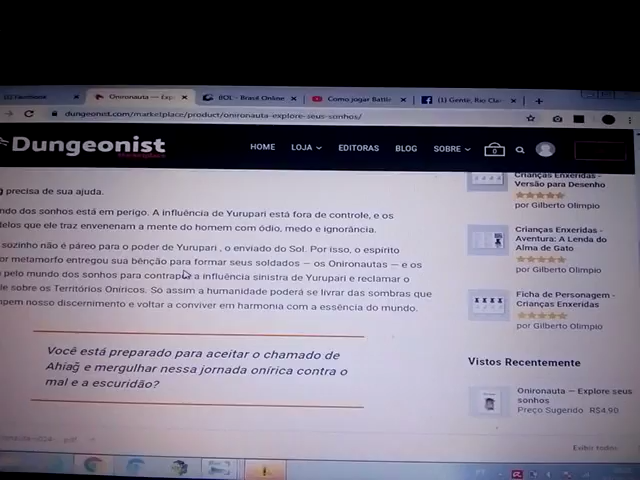 Facebook
Onironauta — Exp
BOL - Brasil Online
Como jogar Battle
(1) Gente, Rxo Cla
dungeonist.com/marketplace/product/onironauta-explore-seus-sonhos/
Dungeonist
HOME LOJA EDITORAS BLOG SOBRE 0
precisa de sua ajuda.
ndo dos sonhos está em perigo. A influência de Yurupari está fora de controle, e os
delos que ele traz envenenam a mente do homem com ódio, medo e ignorância.
sozinho não é páreo para o poder de Yurupari , o enviado do Sol. Por isso, o espírito
or metamorfo entregou sua bênção para formar seus soldados — os Onironautas — e os
pelo mundo dos sonhos para contrapor a influência sinistra de Yurupari e reclamar o
le sobre os Territórios Oníricos. Só assim a humanidade poderá se livrar das sombras que
mpem nosso discernimento e voltar a conviver em harmonia com a essência do mundo.
Você está preparado para aceitar o chamado de
Ahiag̃ e mergulhar nessa jornada onírica contra o
mal e a escuridão?
Crianças Enxeridas -
Versão para Desenho
por Gilberto Olimpio
Crianças Enxeridas -
Aventura: A Lenda do
Alma de Gato
por Gilberto Olimpio
Ficha de Personagem -
Crianças Enxeridas
por Gilberto Olimpio
Vistos Recentemente
Onironauta — Explore seus
sonhos
Preço Sugerido R$4,90
.pdf
Exibir todos